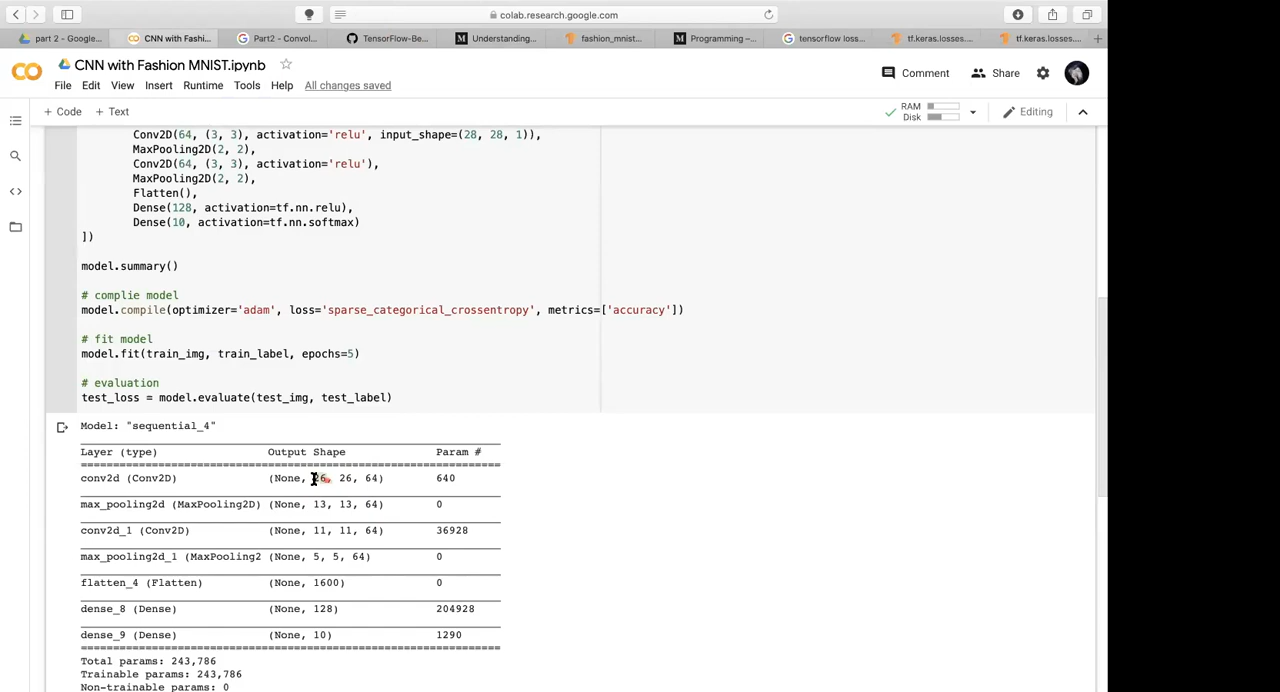 colab.research.google.com
part 2 - Google...
CNN with Fashi...
Part2 - Convol...
TensorFlow-Be...
Understanding...
fashion_mnist...
Programming –...
tensorflow loss...
tf.keras.losses....
tf.keras.losses....
CO
CNN with Fashion MNIST.ipynb
File Edit View Insert Runtime Tools Help All changes saved
Comment
Share
+ Code + Text
RAM
Disk
Editing
Conv2D(64, (3, 3), activation='relu', input_shape=(28, 28, 1)),
MaxPooling2D(2, 2),
Conv2D(64, (3, 3), activation='relu'),
MaxPooling2D(2, 2),
Flatten(),
Dense(128, activation=tf.nn.relu),
Dense(10, activation=tf.nn.softmax)
])
model.summary()
# complie model
model.compile(optimizer='adam', loss='sparse_categorical_crossentropy', metrics=['accuracy'])
# fit model
model.fit(train_img, train_label, epochs=5)
# evaluation
test_loss = model.evaluate(test_img, test_label)
Model: "sequential_4"
Layer (type) Output Shape Param #
conv2d (Conv2D) (None, 26, 26, 64) 640
max_pooling2d (MaxPooling2D) (None, 13, 13, 64) 0
conv2d_1 (Conv2D) (None, 11, 11, 64) 36928
max_pooling2d_1 (MaxPooling2 (None, 5, 5, 64) 0
flatten_4 (Flatten) (None, 1600) 0
dense_8 (Dense) (None, 128) 204928
dense_9 (Dense) (None, 10) 1290
Total params: 243,786
Trainable params: 243,786
Non-trainable params: 0